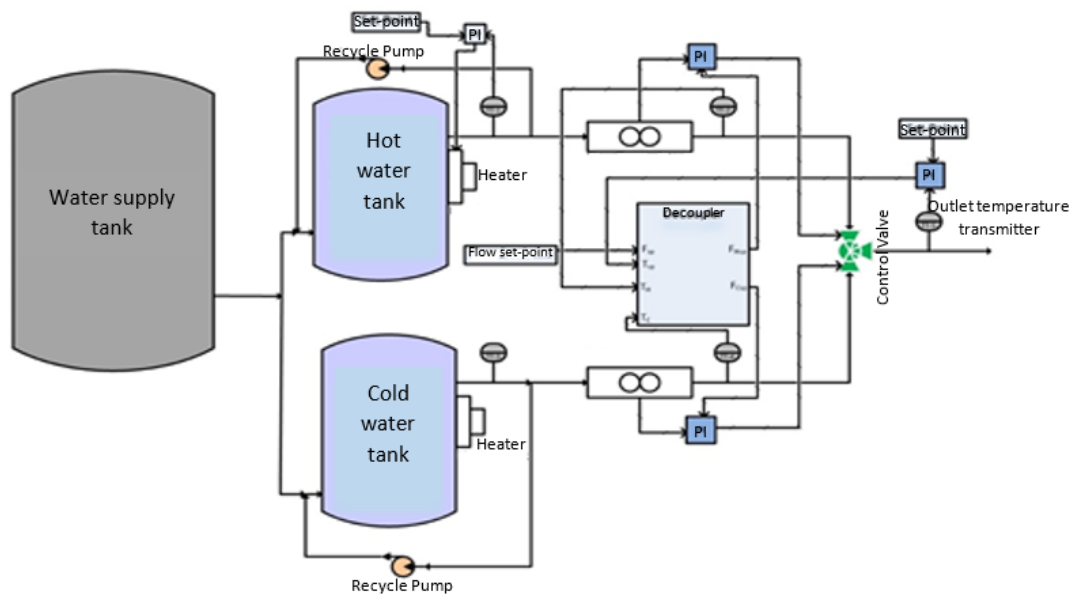 Set-point
PI
Recycle Pump
PI
Water supply
tank
Hot
water
tank
Heater
Set-point
PI
Outlet temperature
transmitter
Decoupler
Flow set-point
Control Valve
Cold
water
tank
Heater
PI
Recycle Pump